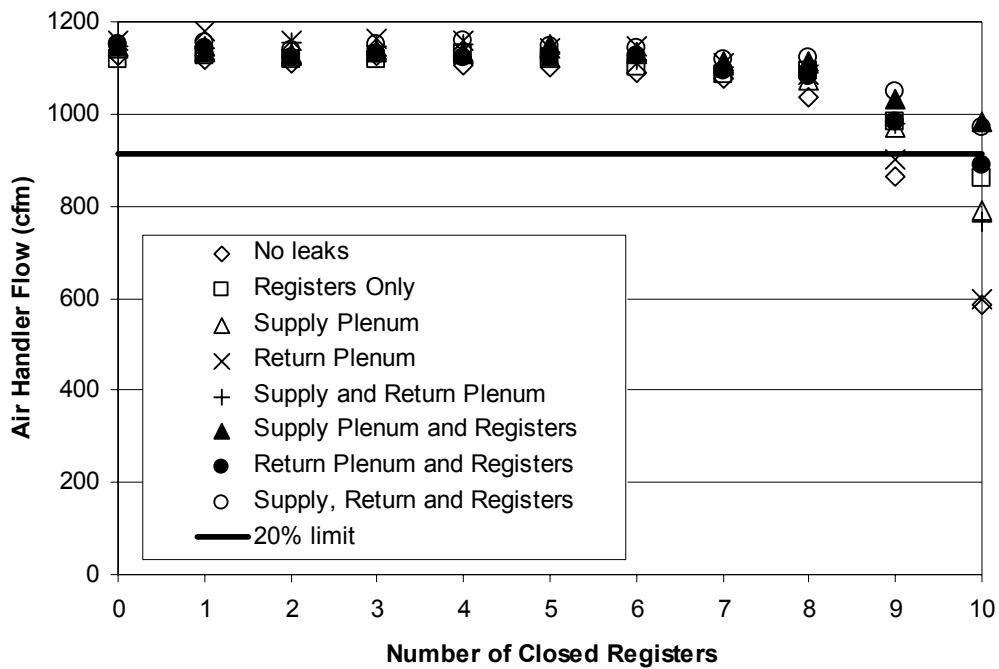 1200
1000
800
600
400
200
0
Air Handler Flow (cfm)
No leaks
Registers Only
Supply Plenum
Return Plenum
Supply and Return Plenum
Supply Plenum and Registers
Return Plenum and Registers
Supply, Return and Registers
20% limit
0 1 2 3 4 5 6 7 8 9 10
Number of Closed Registers